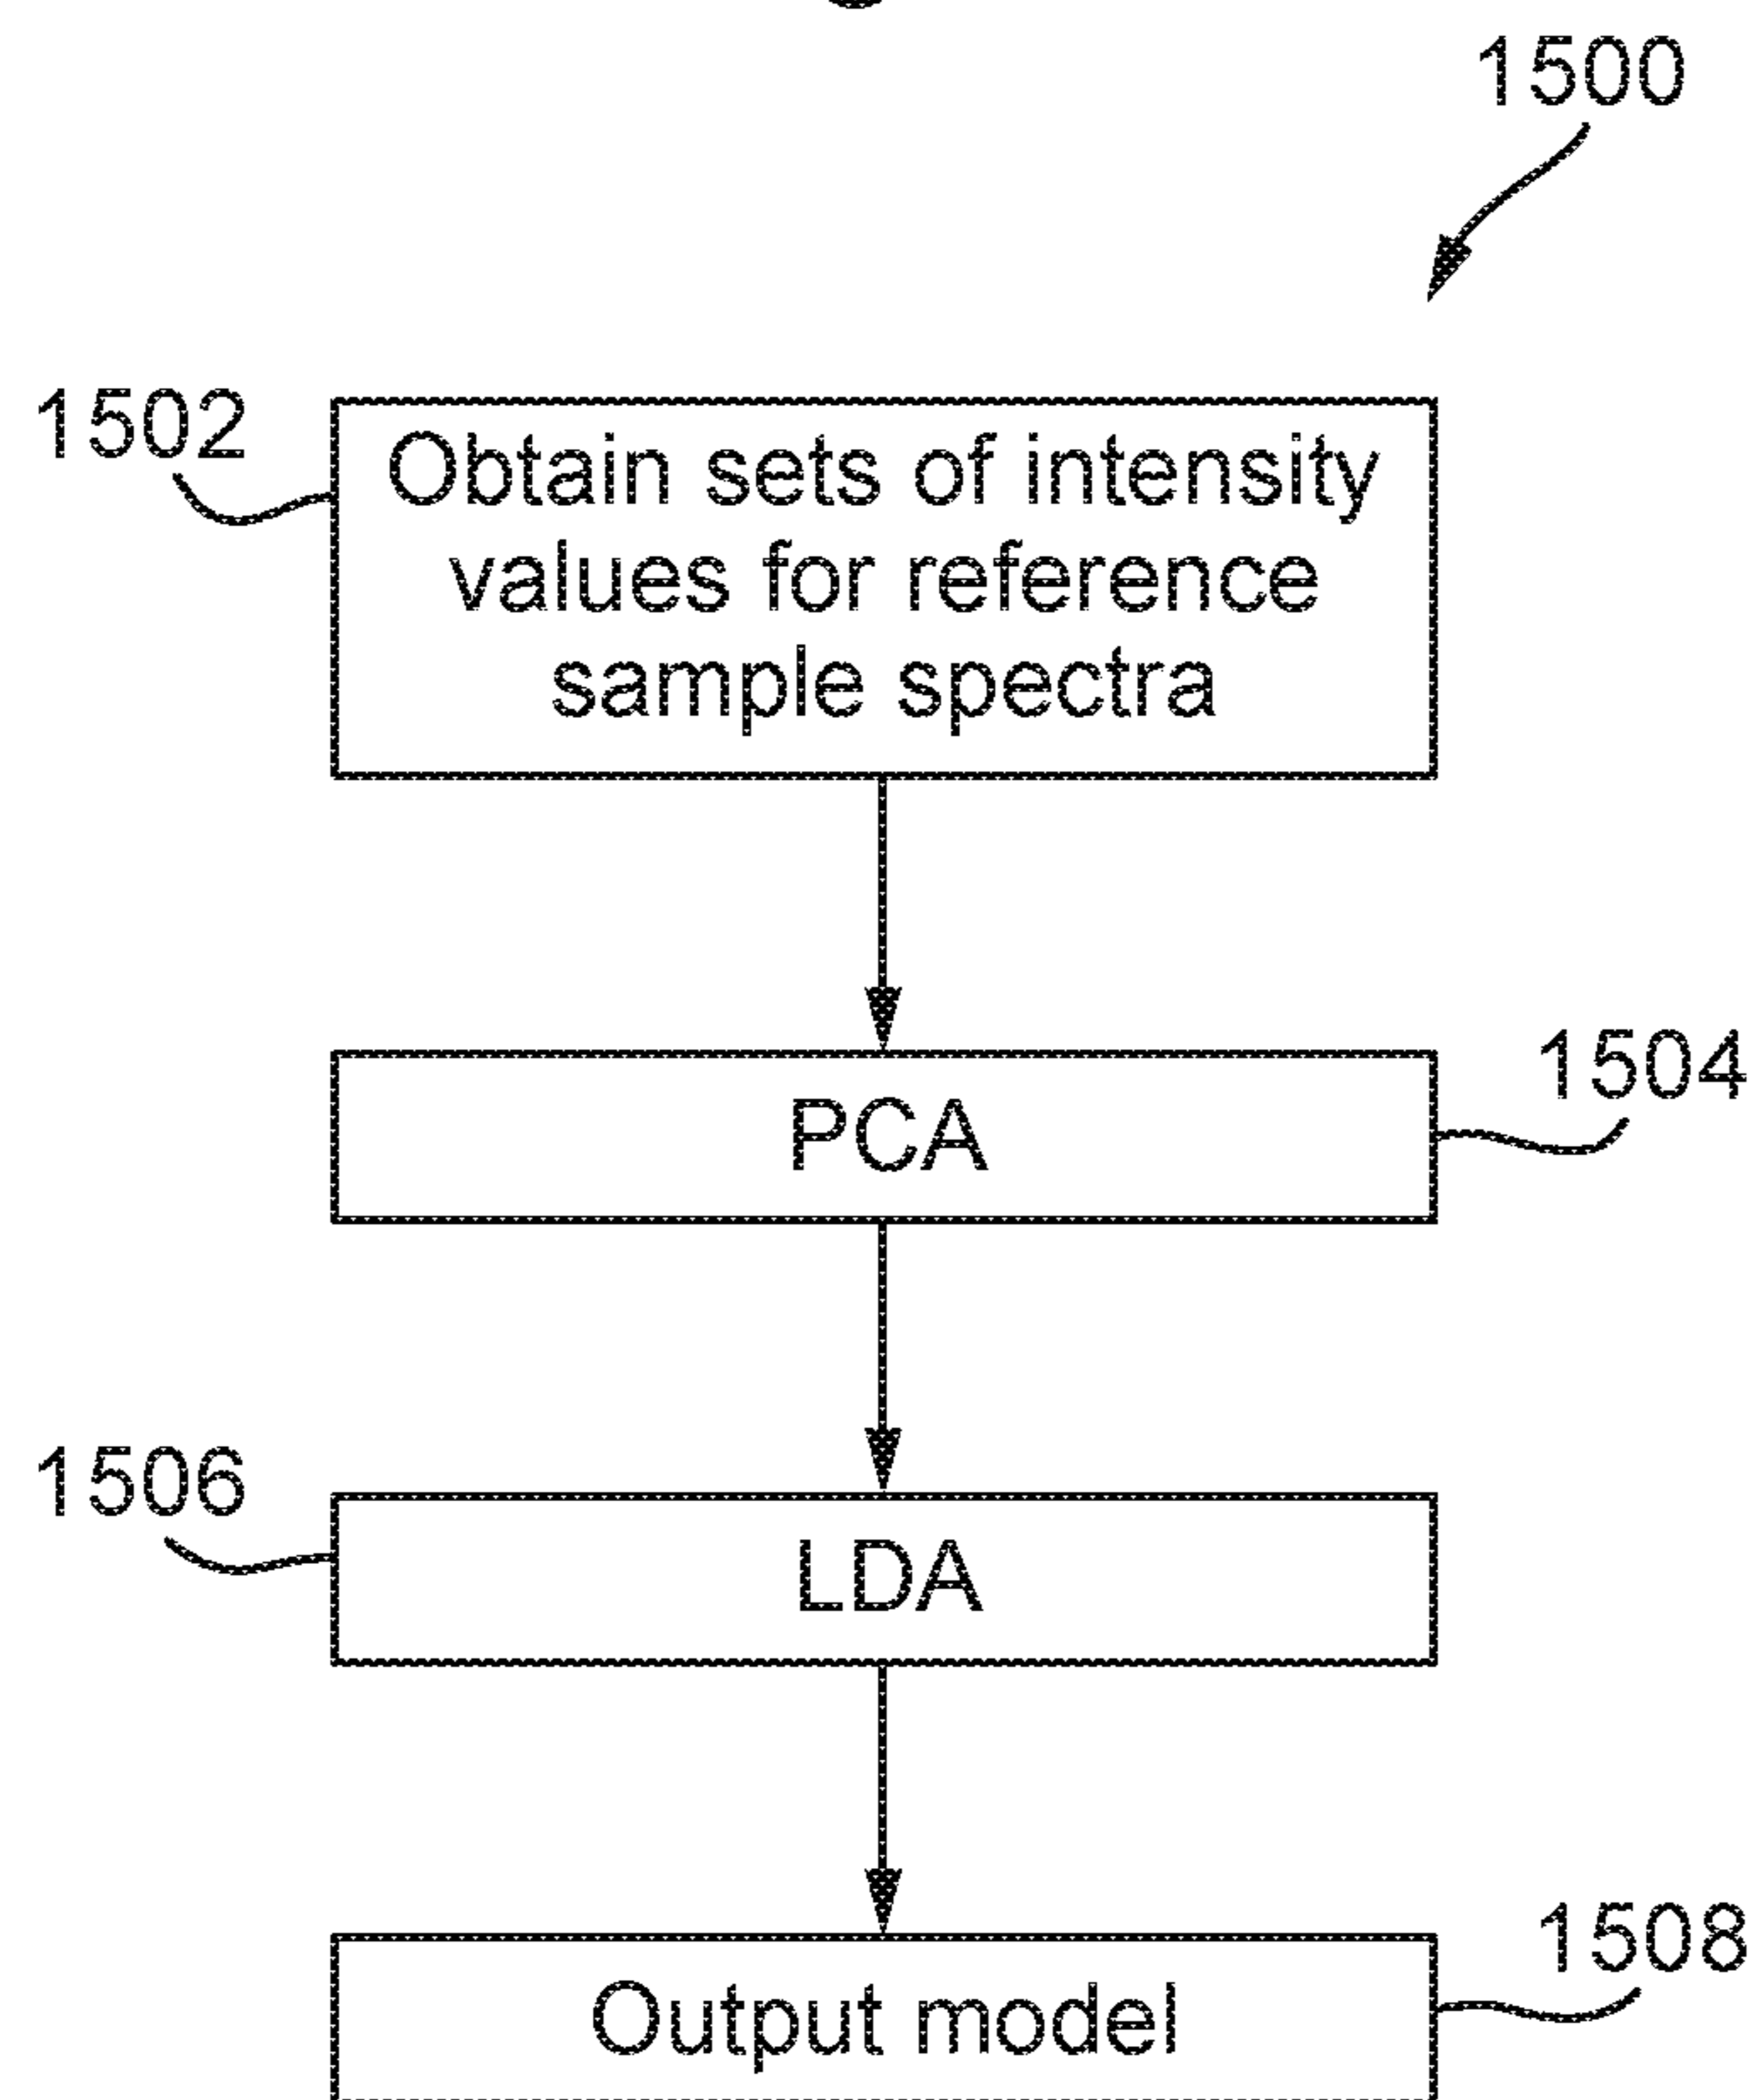 1500
1502
Obtain sets of intensity
values for reference
sample spectra
1504
PCA
1506
LDA
1508
Output model